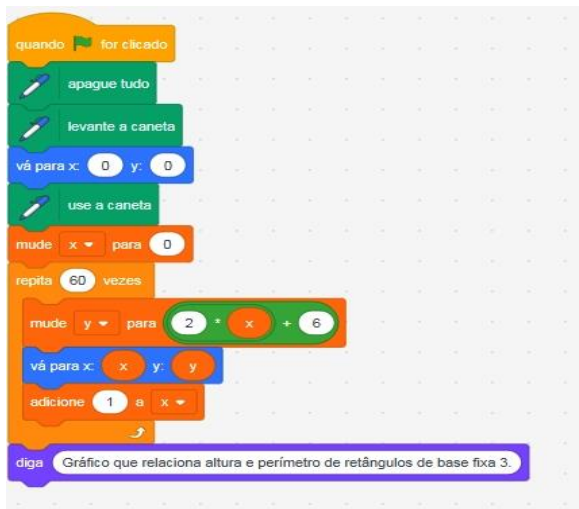 quando for clicado
apague tudo
levante a caneta
vá para x: 0 y: 0
use a caneta
mude x para 0
repita 60 vezes
mude y para 2 * x + 6
vá para x: x y: y
adicione 1 a x
diga Gráfico que relaciona altura e perímetro de retângulos de base fixa 3.